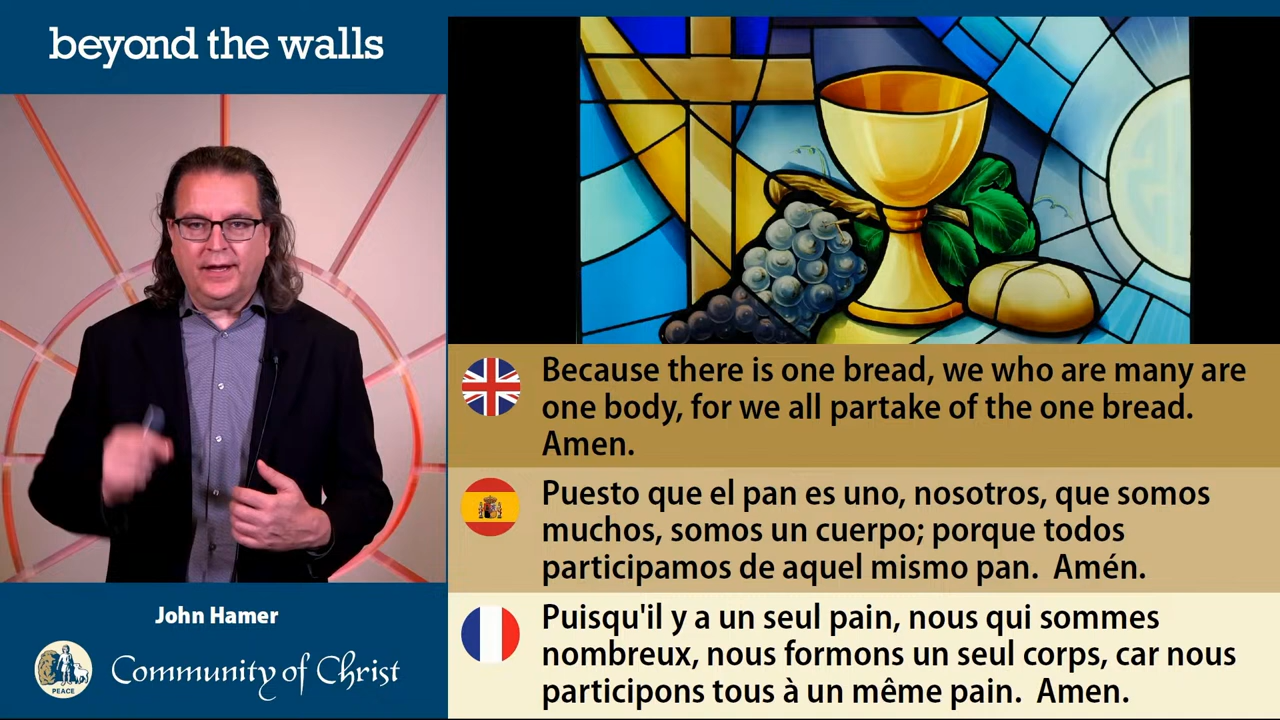 beyond the walls
Because there is one bread, we who are many are
one body, for we all partake of the one bread.
Amen.
Puesto que el pan es uno, nosotros, que somos
muchos, somos un cuerpo; porque todos
participamos de aquel mismo pan.  Amén.
Puisqu'il y a un seul pain, nous qui sommes
nombreux, nous formons un seul corps, car nous
participons tous à un même pain.  Amen.
John Hamer
PEACE
Community of Christ